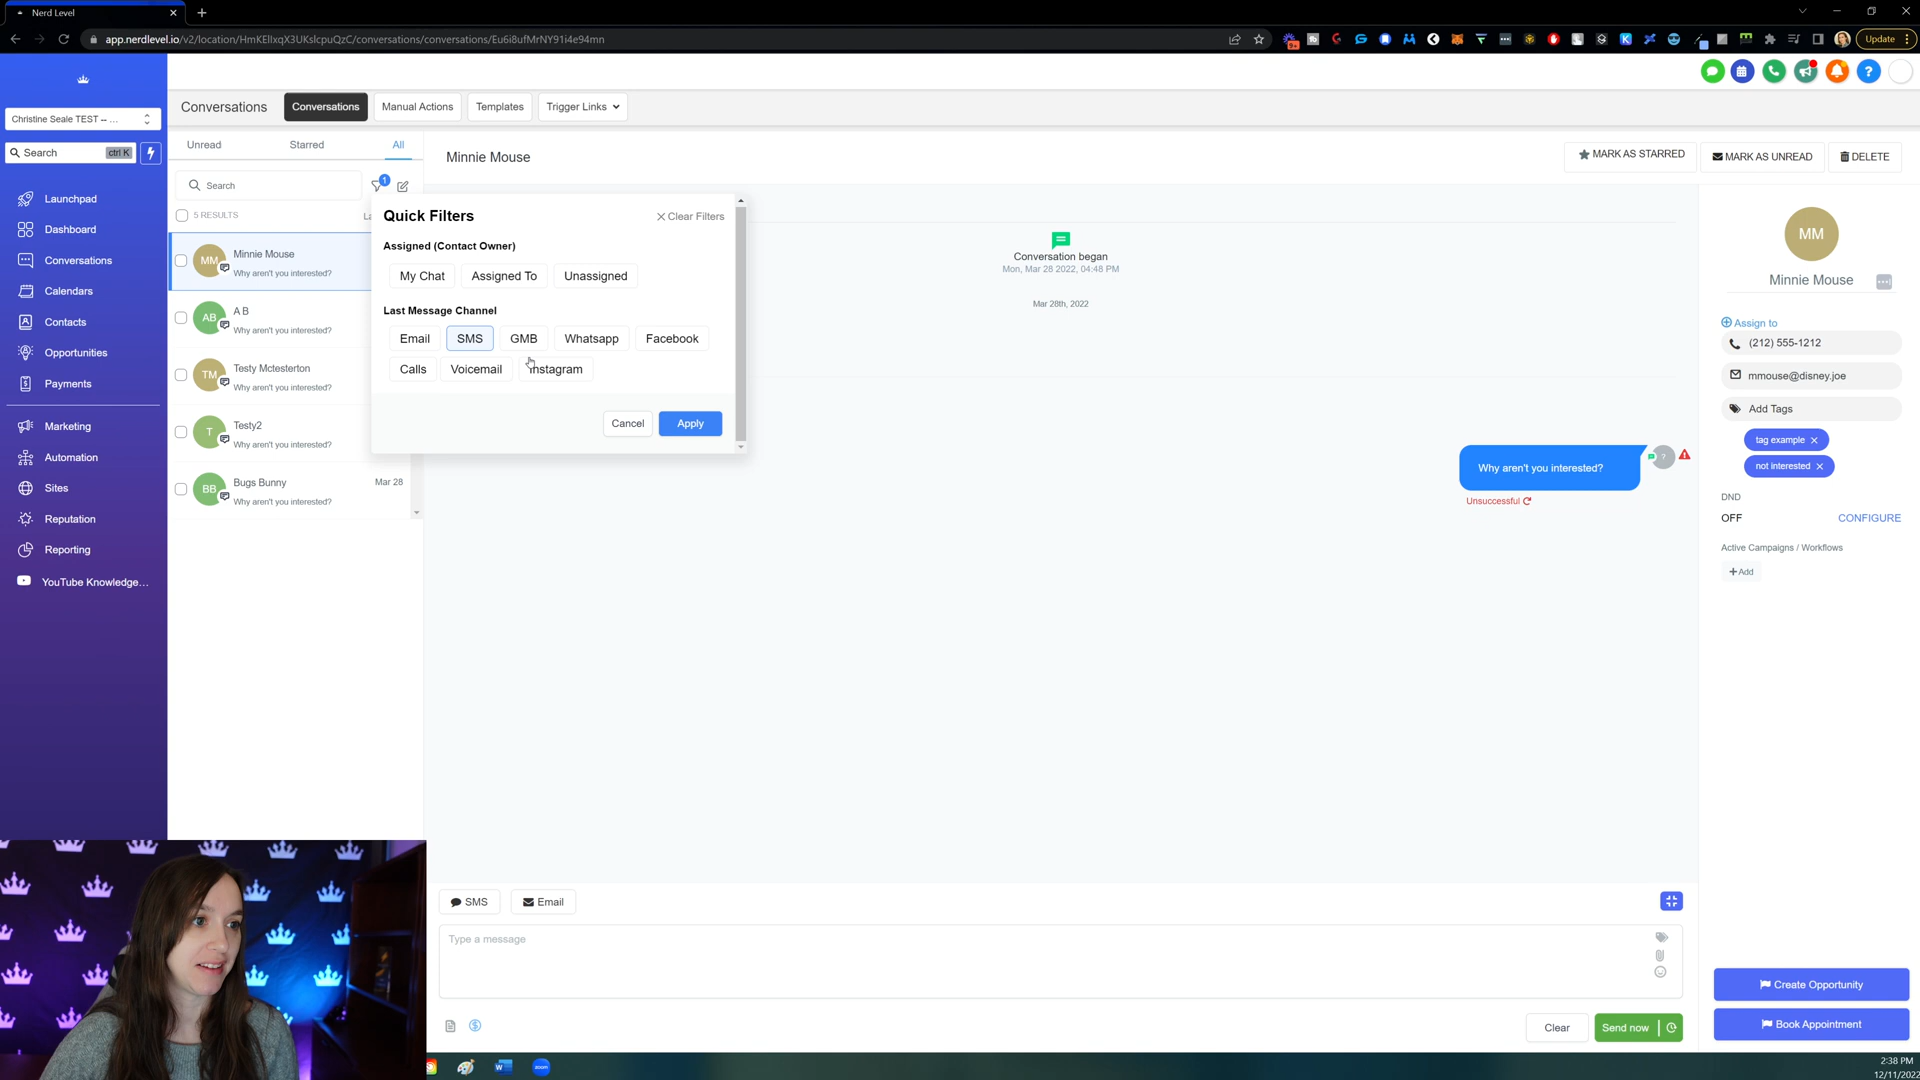 Nerd Level
app.nerdlevel.io/v2/location/HmKEllxqX3UKslcpuQzC/conversations/conversations/Eu6i8ufMrNY91i4e94mn
Update
Christine Seale TEST -- ...
Search ctrl K
Launchpad
Dashboard
Conversations
Calendars
Contacts
Opportunities
Payments
Marketing
Automation
Sites
Reputation
Reporting
YouTube Knowledge...
Conversations
Conversations
Manual Actions
Templates
Trigger Links
Unread
Starred
All
Search
1
5 RESULTS
La
MM
Minnie Mouse
Why aren't you interested?
AB
A B
Why aren't you interested?
TM
Testy Mctesterton
Why aren't you interested?
T
Testy2
Why aren't you interested?
BB
Bugs Bunny
Mar 28
Why aren't you interested?
Quick Filters
Clear Filters
Assigned (Contact Owner)
My Chat
Assigned To
Unassigned
Last Message Channel
Email
SMS
GMB
Whatsapp
Facebook
Calls
Voicemail
Instagram
Cancel
Apply
Minnie Mouse
MARK AS STARRED
MARK AS UNREAD
DELETE
Conversation began
Mon, Mar 28 2022, 04:48 PM
Mar 28th, 2022
Why aren't you interested?
?
Unsuccessful
SMS
Email
Type a message
Clear
Send now
MM
Minnie Mouse
Assign to
(212) 555-1212
mmouse@disney.joe
Add Tags
tag example
not interested
DND
OFF
CONFIGURE
Active Campaigns / Workflows
+Add
Create Opportunity
Book Appointment
2:38 PM
12/11/2022